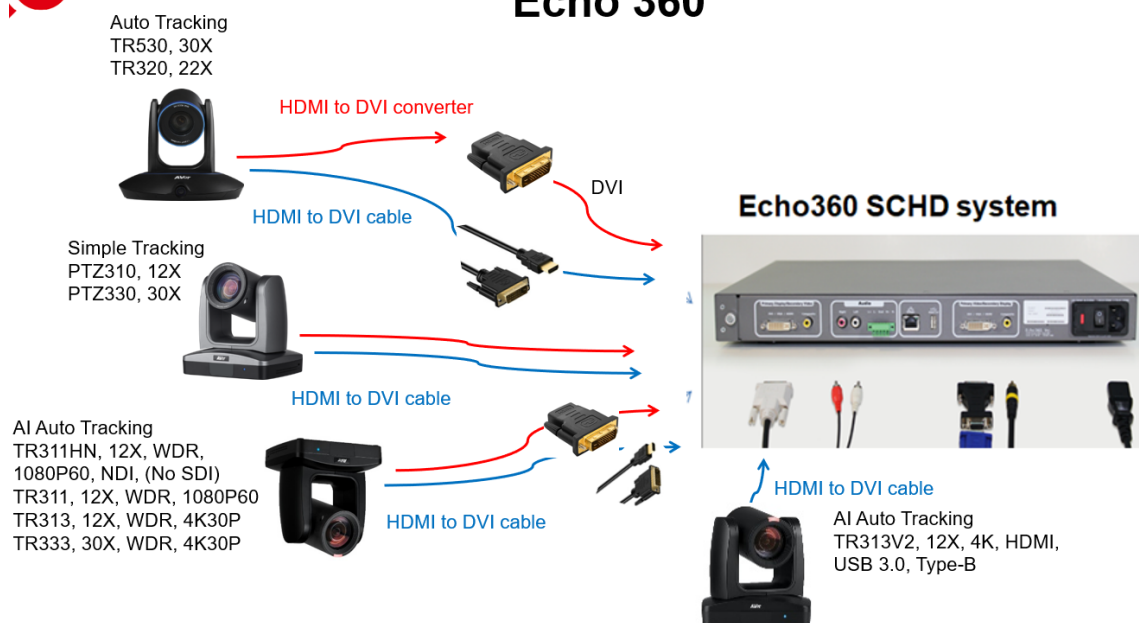 Echo 360
Auto Tracking
TR530, 30X
TR320, 22X
HDMI to DVI converter
DVI
HDMI to DVI cable
Echo360 SCHD system
Simple Tracking
PTZ310, 12X
PTZ330, 30X
Audio
HDMI to DVI cable
AI Auto Tracking
TR311HN, 12X, WDR,
1080P60, NDI, (No SDI)
TR311, 12X, WDR, 1080P60
TR313, 12X, WDR, 4K30P
TR333, 30X, WDR, 4K30P
HDMI to DVI cable
HDMI to DVI cable
AI Auto Tracking
TR313V2, 12X, 4K, HDMI,
USB 3.0, Type-B